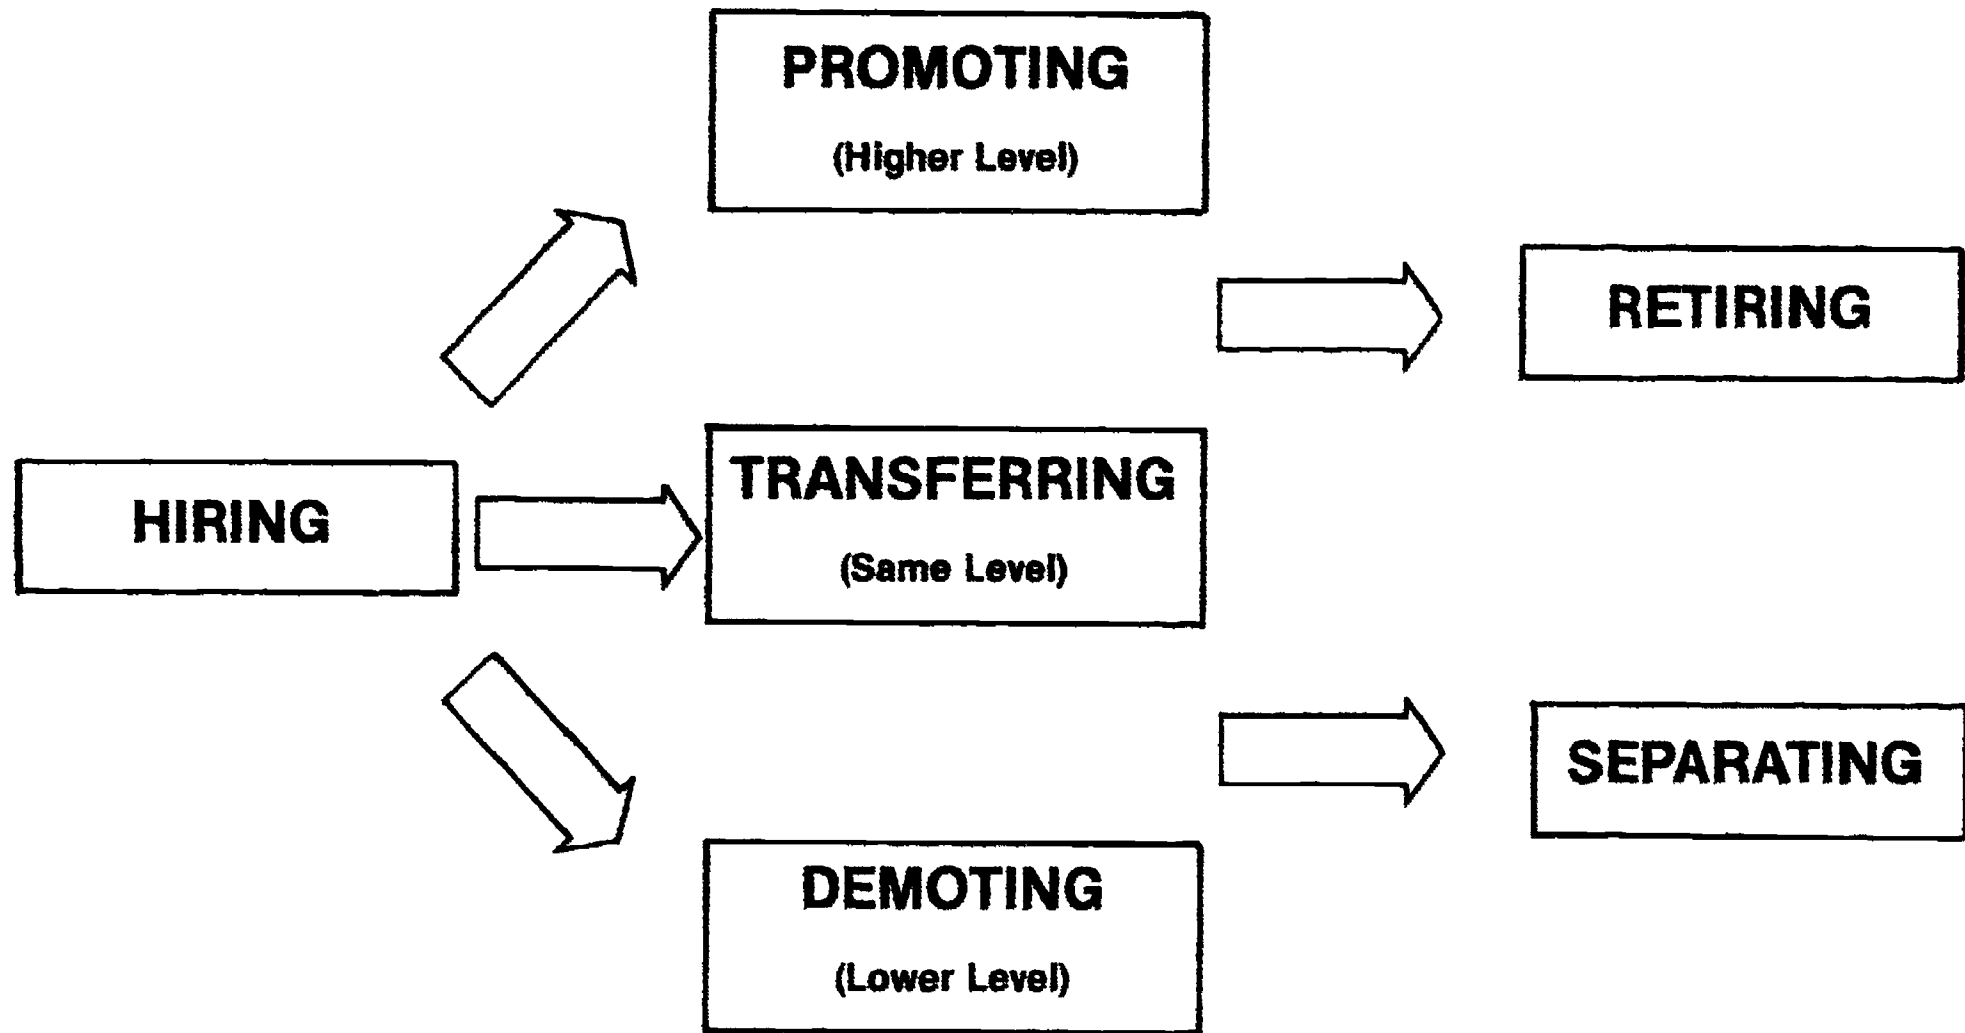 PROMOTING
(Higher Level)
RETIRING
HIRING
TRANSFERRING
(Same Level)
SEPARATING
DEMOTING
(Lower Level)